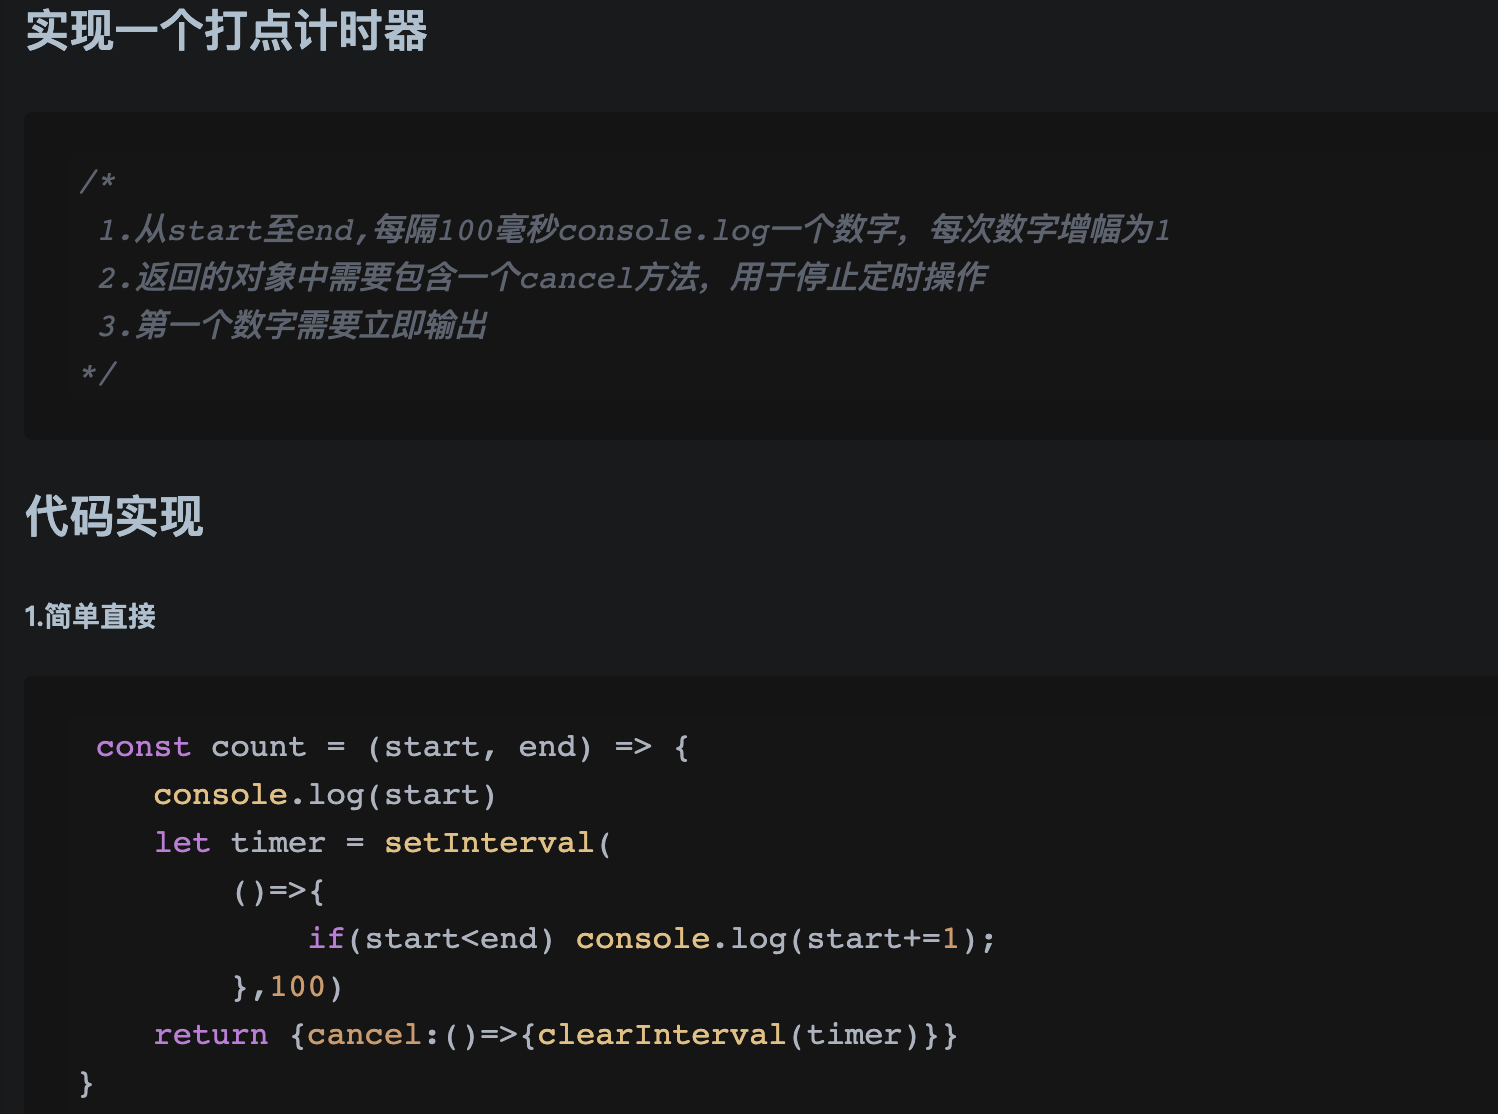 实现一个打点计时器
/*
 1.从start至end,每隔100毫秒console.log一个数字，每次数字增幅为1
 2.返回的对象中需要包含一个cancel方法，用于停止定时操作
 3.第一个数字需要立即输出
*/
代码实现
1.简单直接
 const count = (start, end) => {
    console.log(start)
    let timer = setInterval(
        ()=>{
            if(start<end) console.log(start+=1);
        },100)
    return {cancel:()=>{clearInterval(timer)}}
}